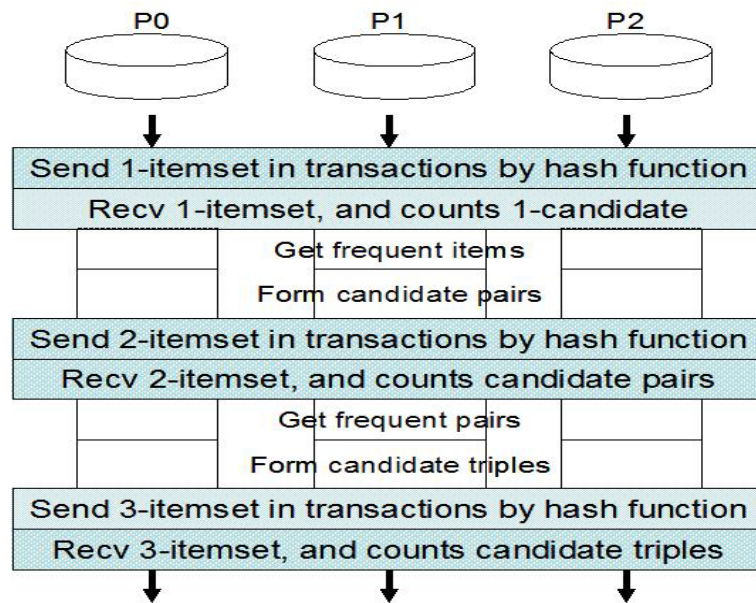 P0 P1 P2
Send 1-itemset in transactions by hash function
Recv 1-itemset, and counts 1-candidate
Get frequent items
Form candidate pairs
Send 2-itemset in transactions by hash function
Recv 2-itemset, and counts candidate pairs
Get frequent pairs
Form candidate triples
Send 3-itemset in transactions by hash function
Recv 3-itemset, and counts candidate triples